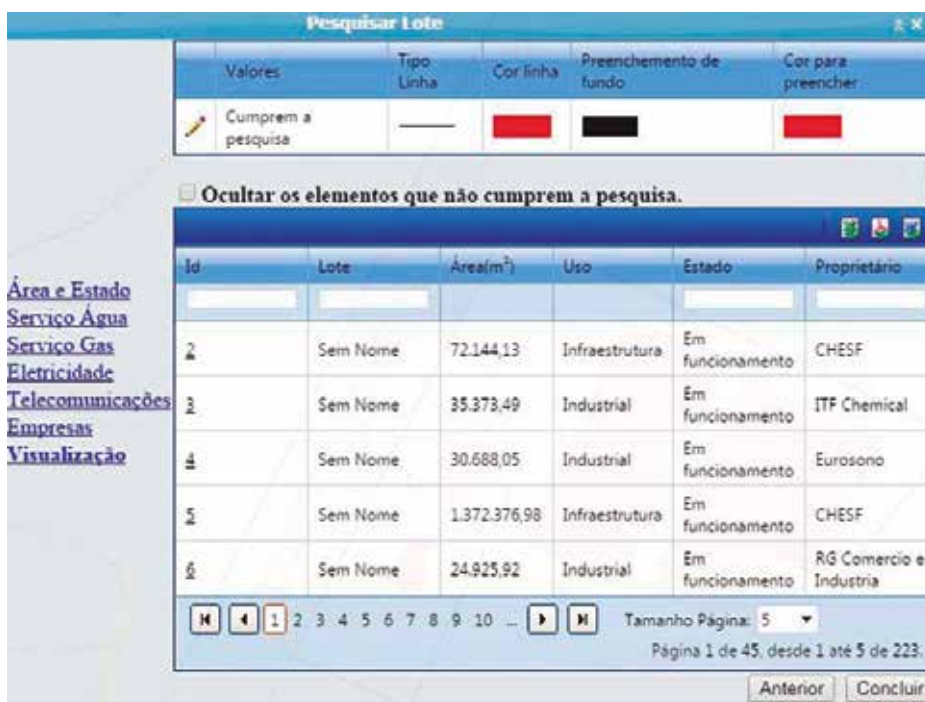 Pesquisar Lote
Valores Tipo Linha Cor linha Preenchemento de fundo Cor para preencher
Cumprem a pesquisa
Ocultar os elementos que não cumprem a pesquisa.
Área e Estado
Serviço Água
Serviço Gas
Eletricidade
Telecomunicações
Empresas
Visualização
Id Lote Área(m²) Uso Estado Proprietário
2 Sem Nome 72.144,13 Infraestrutura Em funcionamento CHESF
3 Sem Nome 35.373,49 Industrial Em funcionamento ITF Chemical
4 Sem Nome 30.688,05 Industrial Em funcionamento Eurosono
5 Sem Nome 1.372.376,98 Infraestrutura Em funcionamento CHESF
6 Sem Nome 24.925,92 Industrial Em funcionamento RG Comercio e Industria
1 2 3 4 5 6 7 8 9 10 ... Tamanho Página: 5
Página 1 de 45, desde 1 até 5 de 223.
Anterior Concluir